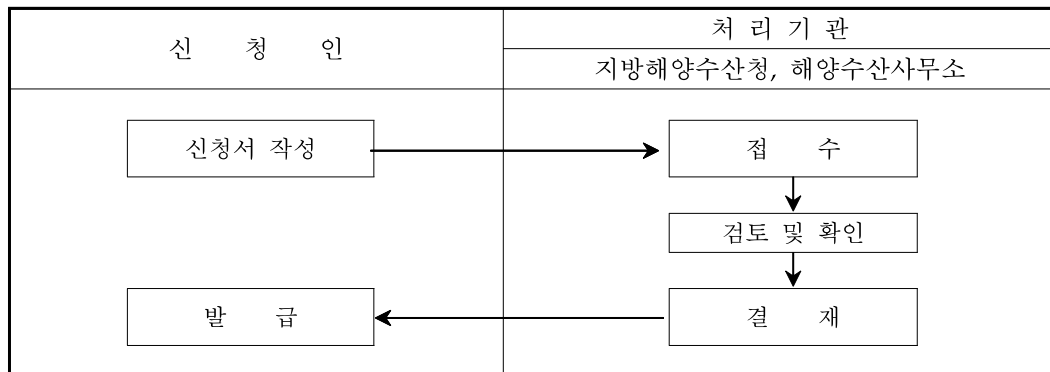 신 청 인
처 리 기 관
지방해양수산청, 해양수산사무소
신청서 작성
접 수
검토 및 확인
발 급
결 재